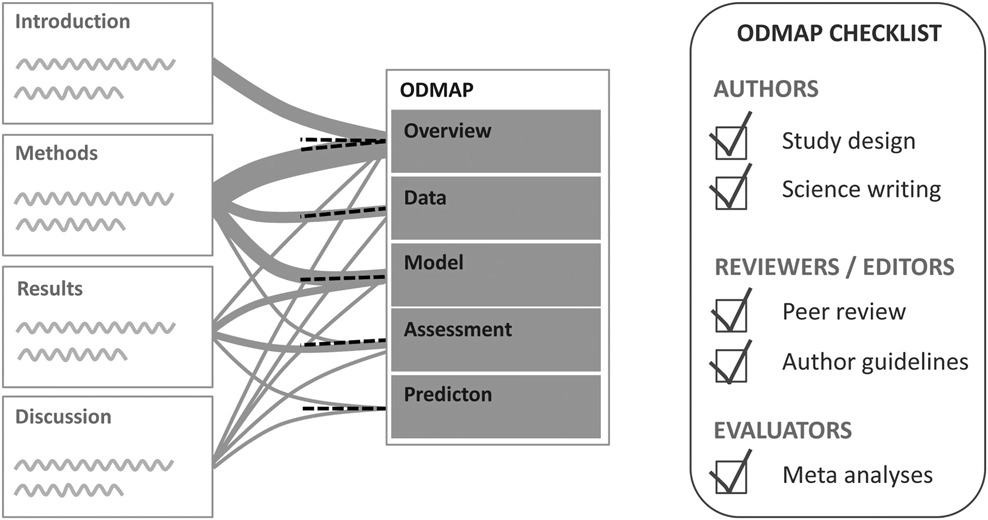 Introduction
Methods
Results
Discussion
ODMAP
Overview
Data
Model
Assessment
Predicton
ODMAP CHECKLIST
AUTHORS
Study design
Science writing
REVIEWERS / EDITORS
Peer review
Author guidelines
EVALUATORS
Meta analyses